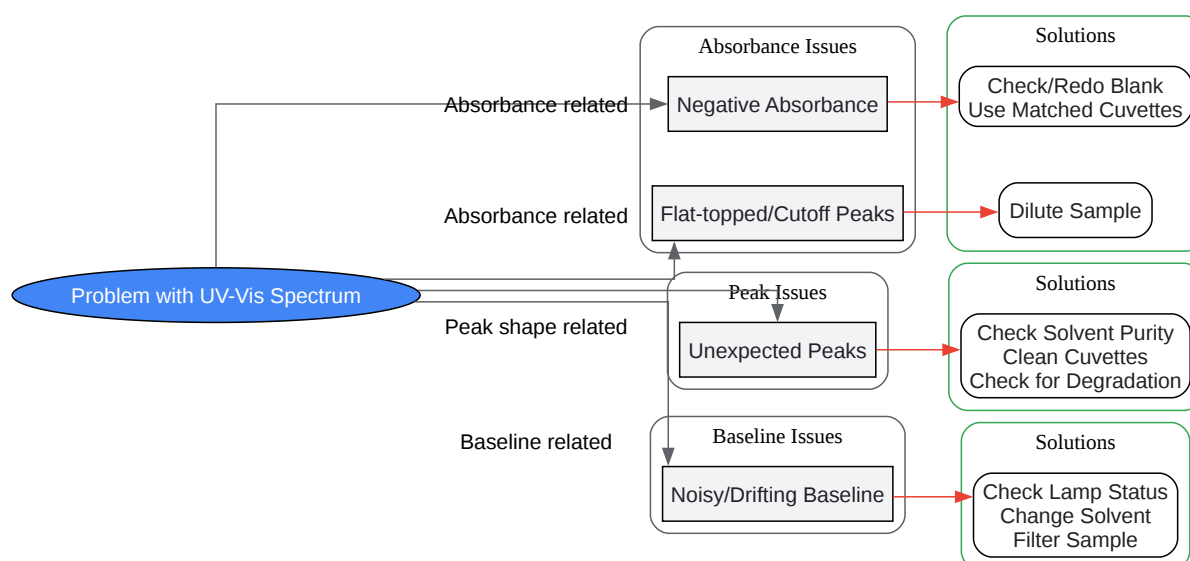 Absorbance Issues
Solutions
Absorbance related
Negative Absorbance
Check/Redo Blank
Use Matched Cuvettes
Absorbance related
Flat-topped/Cutoff Peaks
Dilute Sample
Problem with UV-Vis Spectrum
Peak Issues
Solutions
Peak shape related
Unexpected Peaks
Check Solvent Purity
Clean Cuvettes
Check for Degradation
Baseline Issues
Solutions
Baseline related
Noisy/Drifting Baseline
Check Lamp Status
Change Solvent
Filter Sample